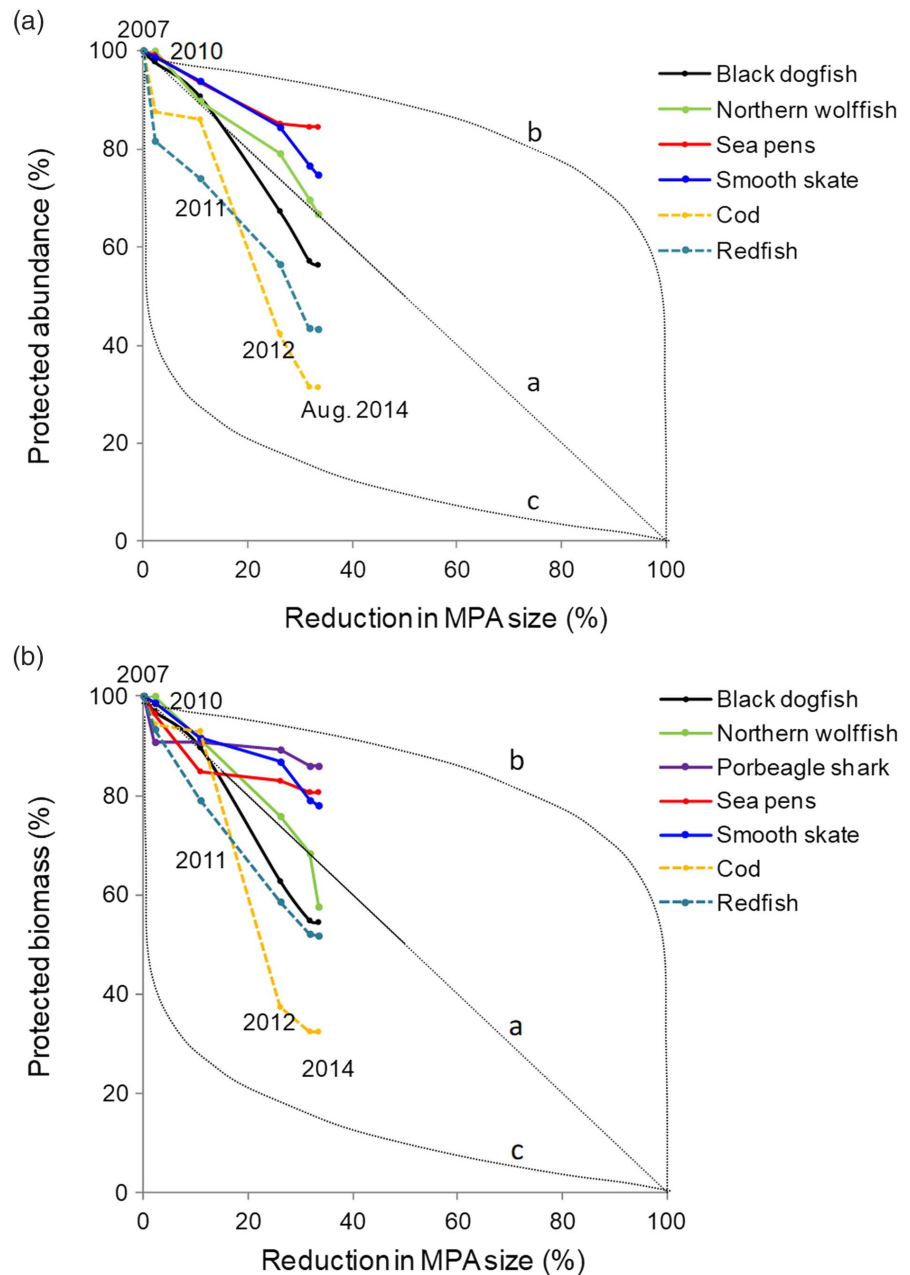 (a)
2007
100
2010
80
60
40
20
0
2011
2012
Aug. 2014
b
a
c
Protected abundance (%)
0 20 40 60 80 100
Reduction in MPA size (%)
Black dogfish
Northern wolffish
Sea pens
Smooth skate
Cod
Redfish
(b)
2007
100
2010
80
60
40
20
0
2011
2012
2014
b
a
c
Protected biomass (%)
0 20 40 60 80 100
Reduction in MPA size (%)
Black dogfish
Northern wolffish
Porbeagle shark
Sea pens
Smooth skate
Cod
Redfish